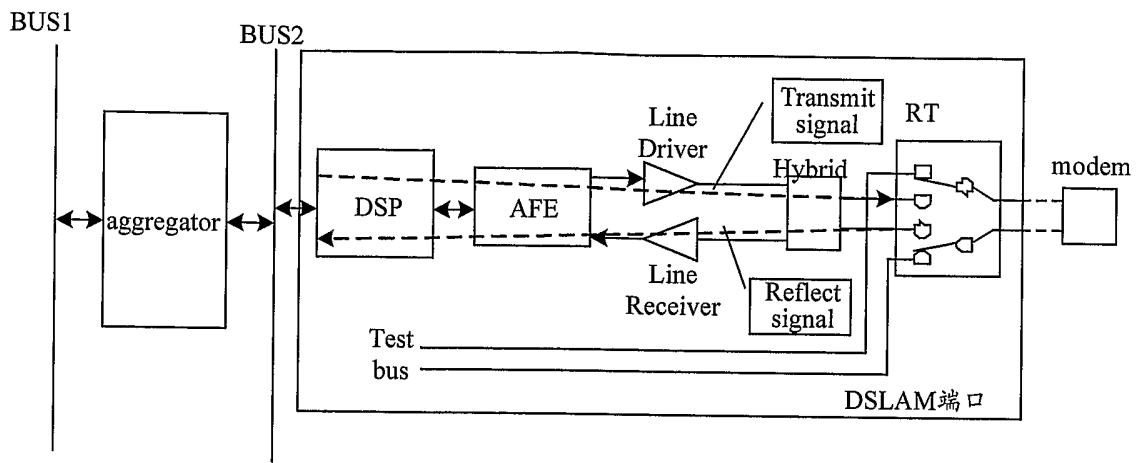 BUS1
BUS2
Transmit
signal
RT
Line
Driver
Hybrid
modem
DSP
AFE
aggregator
Line
Receiver
Reflect
signal
Test
bus
DSLAM端口